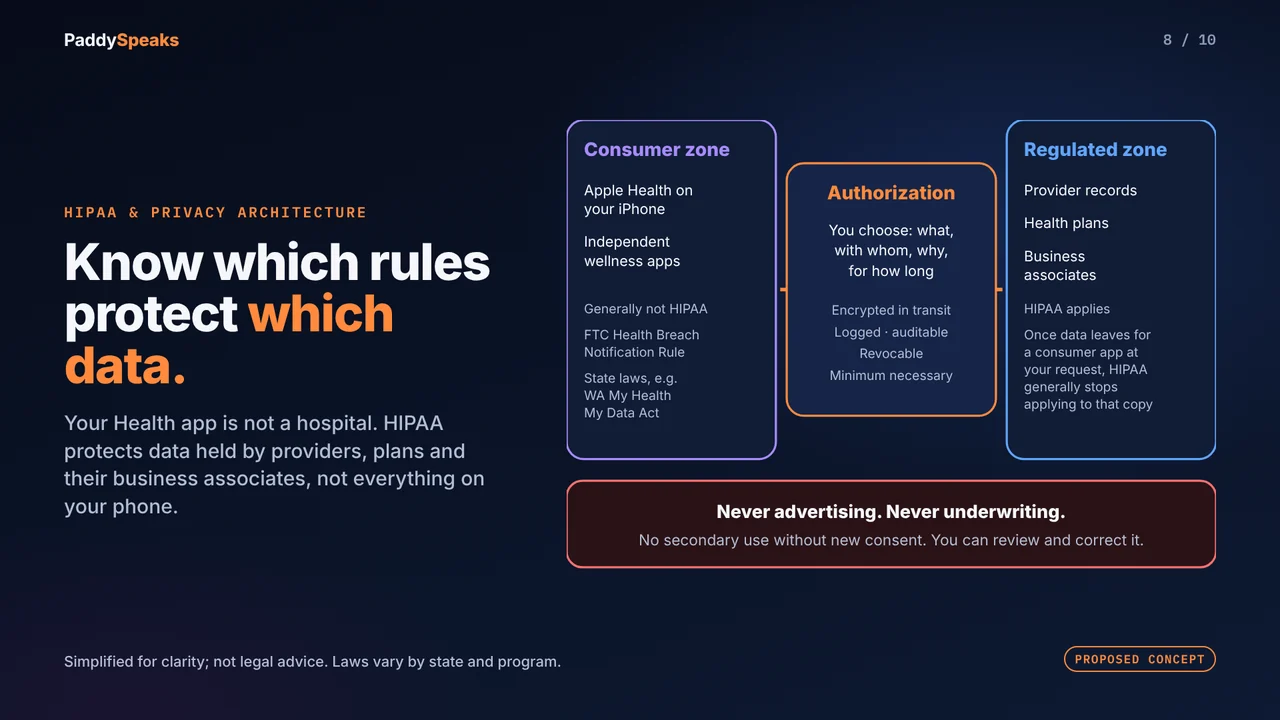 PaddySpeaks
8 / 10
HIPAA & PRIVACY ARCHITECTURE
Know which rules
protect which
data.
Your Health app is not a hospital. HIPAA
protects data held by providers, plans and
their business associates, not everything on
your phone.
Consumer zone
Apple Health on
your iPhone
Independent
wellness apps
Generally not HIPAA
FTC Health Breach
Notification Rule
State laws, e.g.
WA My Health
My Data Act
Authorization
You choose: what,
with whom, why,
for how long
Encrypted in transit
Logged · auditable
Revocable
Minimum necessary
Regulated zone
Provider records
Health plans
Business
associates
HIPAA applies
Once data leaves for
a consumer app at
your request, HIPAA
generally stops
applying to that copy
Never advertising. Never underwriting.
No secondary use without new consent. You can review and correct it.
Simplified for clarity; not legal advice. Laws vary by state and program.
PROPOSED CONCEPT